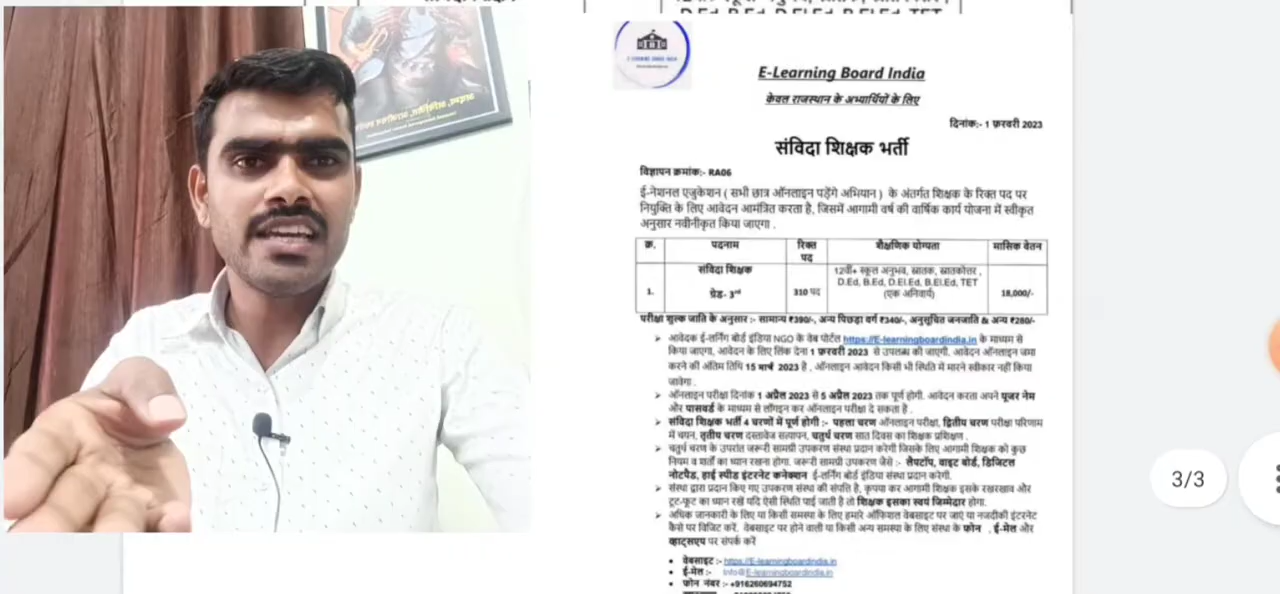 D.Ed, B.Ed, D.El.Ed, B.El.Ed, TET
E-Learning Board India
केवल राजस्थान के अभ्यार्थियों के लिए
दिनांक:- 1 फ़रवरी 2023
संविदा शिक्षक भर्ती
विज्ञापन क्रमांक:- RA06
ई-नेशनल एजुकेशन ( सभी छात्र ऑनलाइन पड़ेंगे अभियान ) के अंतर्गत शिक्षक के रिक्त पद पर
नियुक्ति के लिए आवेदन आमंत्रित करता है, जिसमें आगामी वर्ष की वार्षिक कार्य योजना में स्वीकृत
अनुसार नवीनीकृत किया जाएगा .
क्र. पदनाम रिक्त पद शैक्षणिक योग्यता मासिक वेतन
1. संविदा शिक्षक ग्रेड- 3rd 310 पद 12वीं+ स्कूल अनुभव, स्नातक, स्नातकोत्तर , D.Ed, B.Ed, D.El.Ed, B.El.Ed, TET (एक अनिवार्य) 18,000/-
परीक्षा शुल्क जाति के अनुसार :- सामान्य ₹390/-, अन्य पिछड़ा वर्ग ₹340/-, अनुसूचित जनजाति & अन्य ₹280/-
➤ आवेदक ई-लर्निंग बोर्ड इंडिया NGO के वेब पोर्टल https://E-learningboardindia.in के माध्यम से
किया जाएगा, आवेदन के लिए लिंक देना 1 फ़रवरी 2023 से उपलब्ध की जाएगी. आवेदन ऑनलाइन जमा
करने की अंतिम तिथि 15 मार्च 2023 है . ऑनलाइन आवेदन किसी भी स्थिति में मारने स्वीकार नहीं किया
जावेगा .
➤ ऑनलाइन परीक्षा दिनांक 1 अप्रैल 2023 से 5 अप्रैल 2023 तक पूर्ण होगी. आवेदन करता अपने यूजर नेम
और पासवर्ड के माध्यम से लॉगइन कर ऑनलाइन परीक्षा दे सकता है .
➤ संविदा शिक्षक भर्ती 4 चरणों में पूर्ण होगी :- पहला चरण ऑनलाइन परीक्षा, द्वितीय चरण परीक्षा परिणाम
में चयन, तृतीय चरण दस्तावेज सत्यापन, चतुर्थ चरण सात दिवस का शिक्षक प्रशिक्षण .
➤ चतुर्थ चरण के उपरांत जरूरी सामग्री उपकरण संस्था प्रदान करेगी जिसके लिए आगामी शिक्षक को कुछ
नियम व शर्तों का ध्यान रखना होगा. जरूरी सामग्री उपकरण जैसे :- लैपटॉप, वाइट बोर्ड, डिजिटल
नोटपैड, हाई स्पीड इंटरनेट कनेक्शन ई-लर्निंग बोर्ड इंडिया संस्था प्रदान करेगी.
➤ संस्था द्वारा प्रदान किए गए उपकरण संस्था की संपति है, कृपया कर आगामी शिक्षक इसके रखरखाव और
टूट-फूट का ध्यान रखें यदि ऐसी स्थिति पाई जाती है तो शिक्षक इसका स्वयं जिम्मेदार होगा.
➤ अधिक जानकारी के लिए या किसी समस्या के लिए हमारे ऑफिशल वेबसाइट पर जाएं या नजदीकी इंटरनेट
कैसे पर विजिट करें. वेबसाइट पर होने वाली या किसी अन्य समस्या के लिए संस्था के फोन , ई-मेल और
व्हाट्सएप पर संपर्क करें
• वेबसाइट :- https://E-learningboardindia.in
• ई-मेल :- Info@E-learningboardindia.in
• फोन नंबर :- +916260694752
3/3